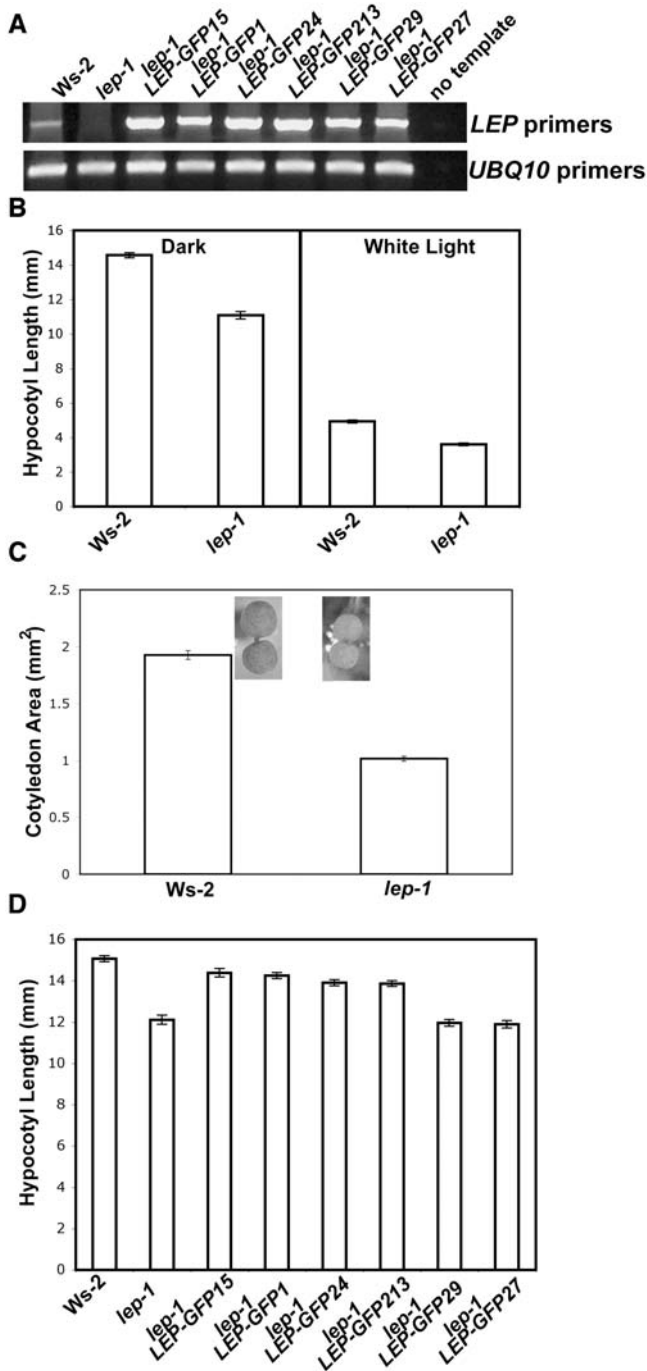 A
Ws-2
lep-1
lep-1
LEP-GFP15
lep-1
LEP-GFP1
lep-1
LEP-GFP24
lep-1
LEP-GFP213
lep-1
LEP-GFP29
lep-1
LEP-GFP27
no template
LEP primers
UBQ10 primers
B
Hypocotyl Length (mm)
16
14
12
10
8
6
4
2
0
Dark
White Light
Ws-2
lep-1
Ws-2
lep-1
C
Cotyledon Area (mm²)
2.5
2
1.5
1
0.5
0
Ws-2
lep-1
D
Hypocotyl Length (mm)
16
14
12
10
8
6
4
2
0
Ws-2
lep-1
lep-1
LEP-GFP15
lep-1
LEP-GFP1
lep-1
LEP-GFP24
lep-1
LEP-GFP213
lep-1
LEP-GFP29
lep-1
LEP-GFP27